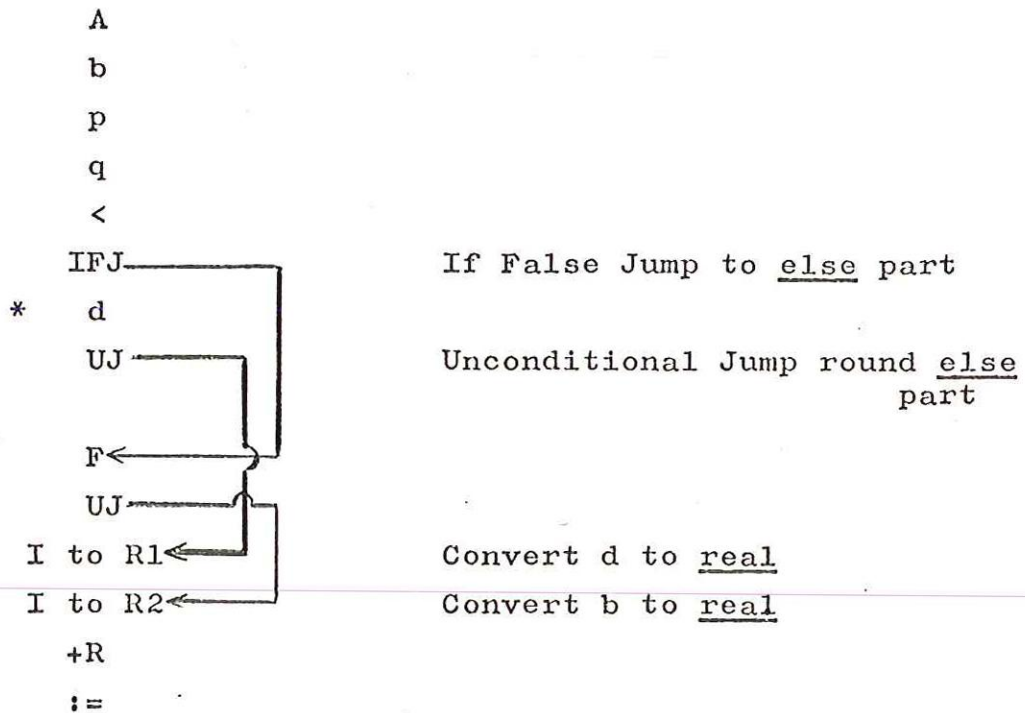 A
b
p
q
<
IFJ If False Jump to else part
* d
UJ Unconditional Jump round else
part
F
UJ
I to R1 Convert d to real
I to R2 Convert b to real
+R
:=